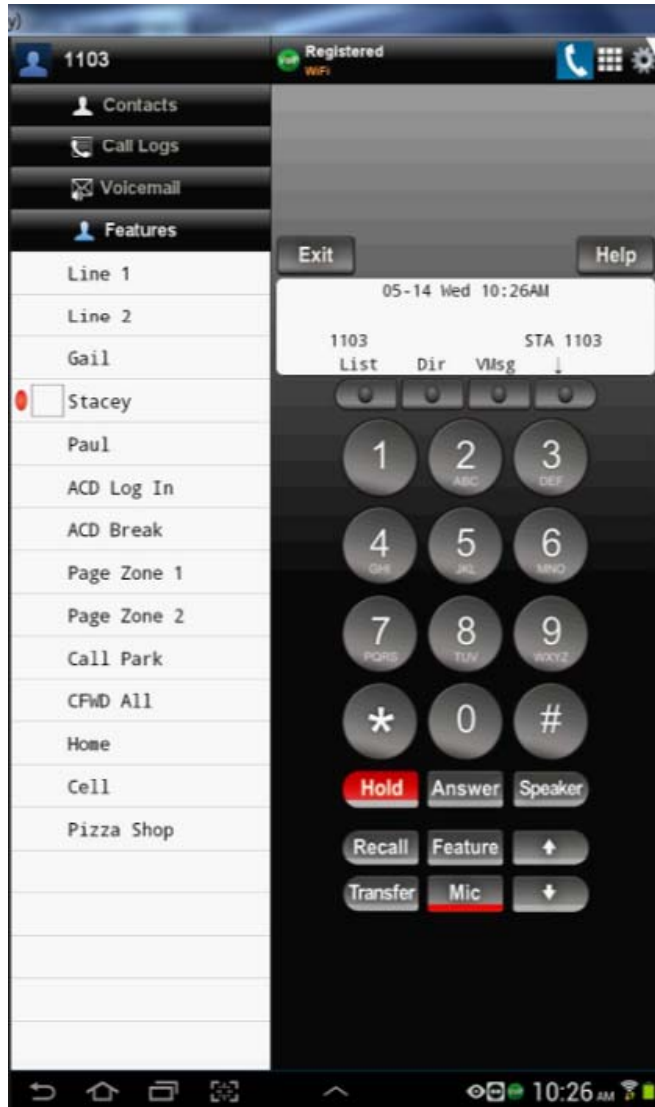 y)
1103
Registered
WiFi
Contacts
Call Logs
Voicemail
Features
Line 1
Line 2
Gail
Stacey
Paul
ACD Log In
ACD Break
Page Zone 1
Page Zone 2
Call Park
CFWD All
Home
Cell
Pizza Shop
Exit
Help
05-14 Wed 10:26AM
1103 STA 1103
List Dir VMsg ↓
1 2 3
ABC DEF
4 5 6
GHI JKL MNO
7 8 9
PQRS TUV WXYZ
* 0 #
Hold Answer Speaker
Recall Feature
Transfer Mic
10:26 AM